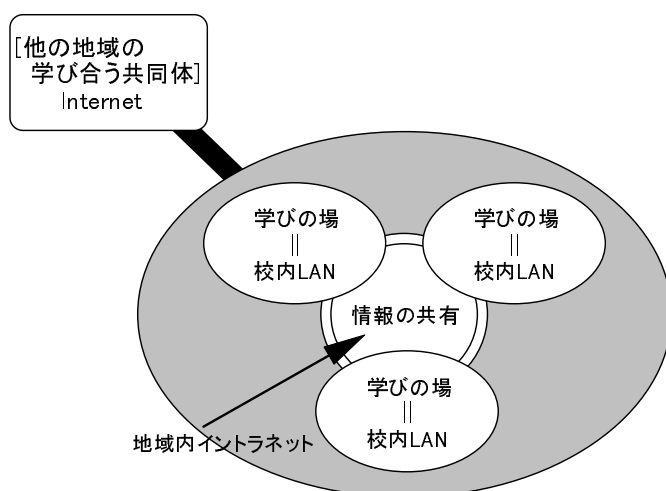 [他の地域の
学び合う共同体]
Internet
学びの場
||
校内LAN
学びの場
||
校内LAN
情報の共有
学びの場
||
校内LAN
地域内イントラネット